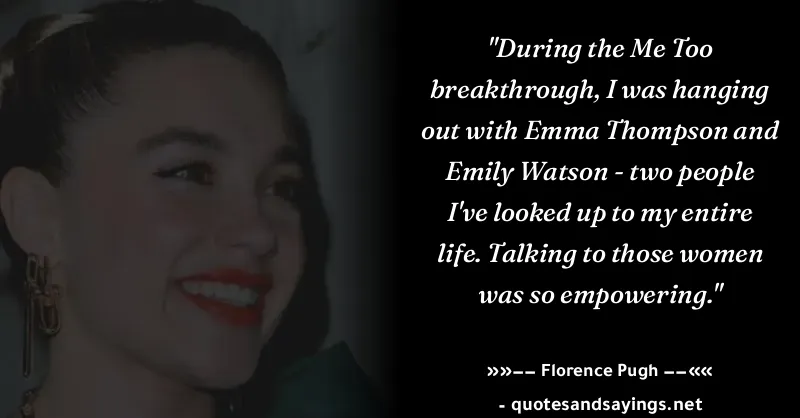 "During the Me Too
breakthrough, I was hanging
out with Emma Thompson and
Emily Watson - two people
I've looked up to my entire
life. Talking to those women
was so empowering."
»»−− Florence Pugh −−««
- quotesandsayings.net